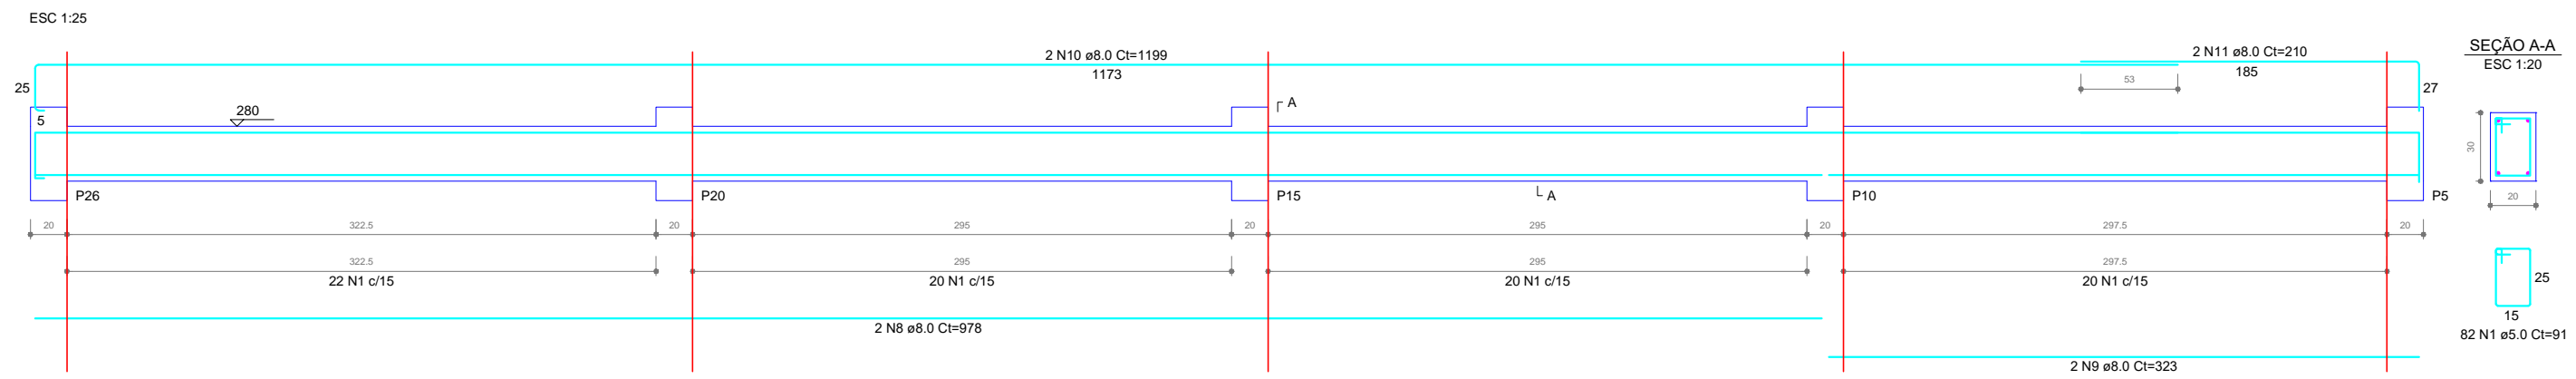 ESC 1:25
2 N10 ø8.0 Ct=1199
1173
2 N11 ø8.0 Ct=210
185
53
SEÇÃO A-A
ESC 1:20
25
5
280
A
27
30
20
P26
P20
P15
A
P10
P5
20
322.5
20
295
20
295
20
297.5
20
322.5
295
295
297.5
22 N1 c/15
20 N1 c/15
20 N1 c/15
20 N1 c/15
25
15
82 N1 ø5.0 Ct=91
2 N8 ø8.0 Ct=978
2 N9 ø8.0 Ct=323